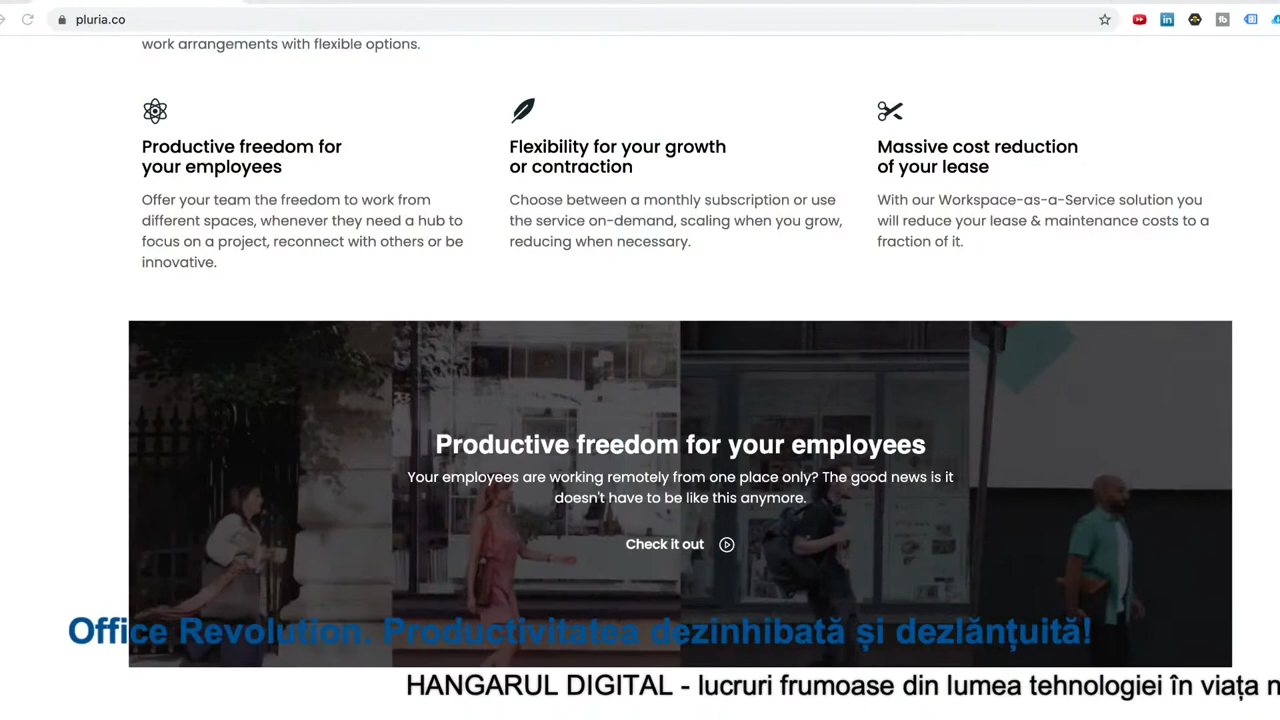 pluria.co
work arrangements with flexible options.
Productive freedom for
your employees
Offer your team the freedom to work from
different spaces, whenever they need a hub to
focus on a project, reconnect with others or be
innovative.
Flexibility for your growth
or contraction
Choose between a monthly subscription or use
the service on-demand, scaling when you grow,
reducing when necessary.
Massive cost reduction
of your lease
With our Workspace-as-a-Service solution you
will reduce your lease & maintenance costs to a
fraction of it.
Productive freedom for your employees
Your employees are working remotely from one place only? The good news is it
doesn't have to be like this anymore.
Check it out
Office Revolution. Productivitatea dezinhibată și dezlănțuită!
HANGARUL DIGITAL - lucruri frumoase din lumea tehnologiei în viața n